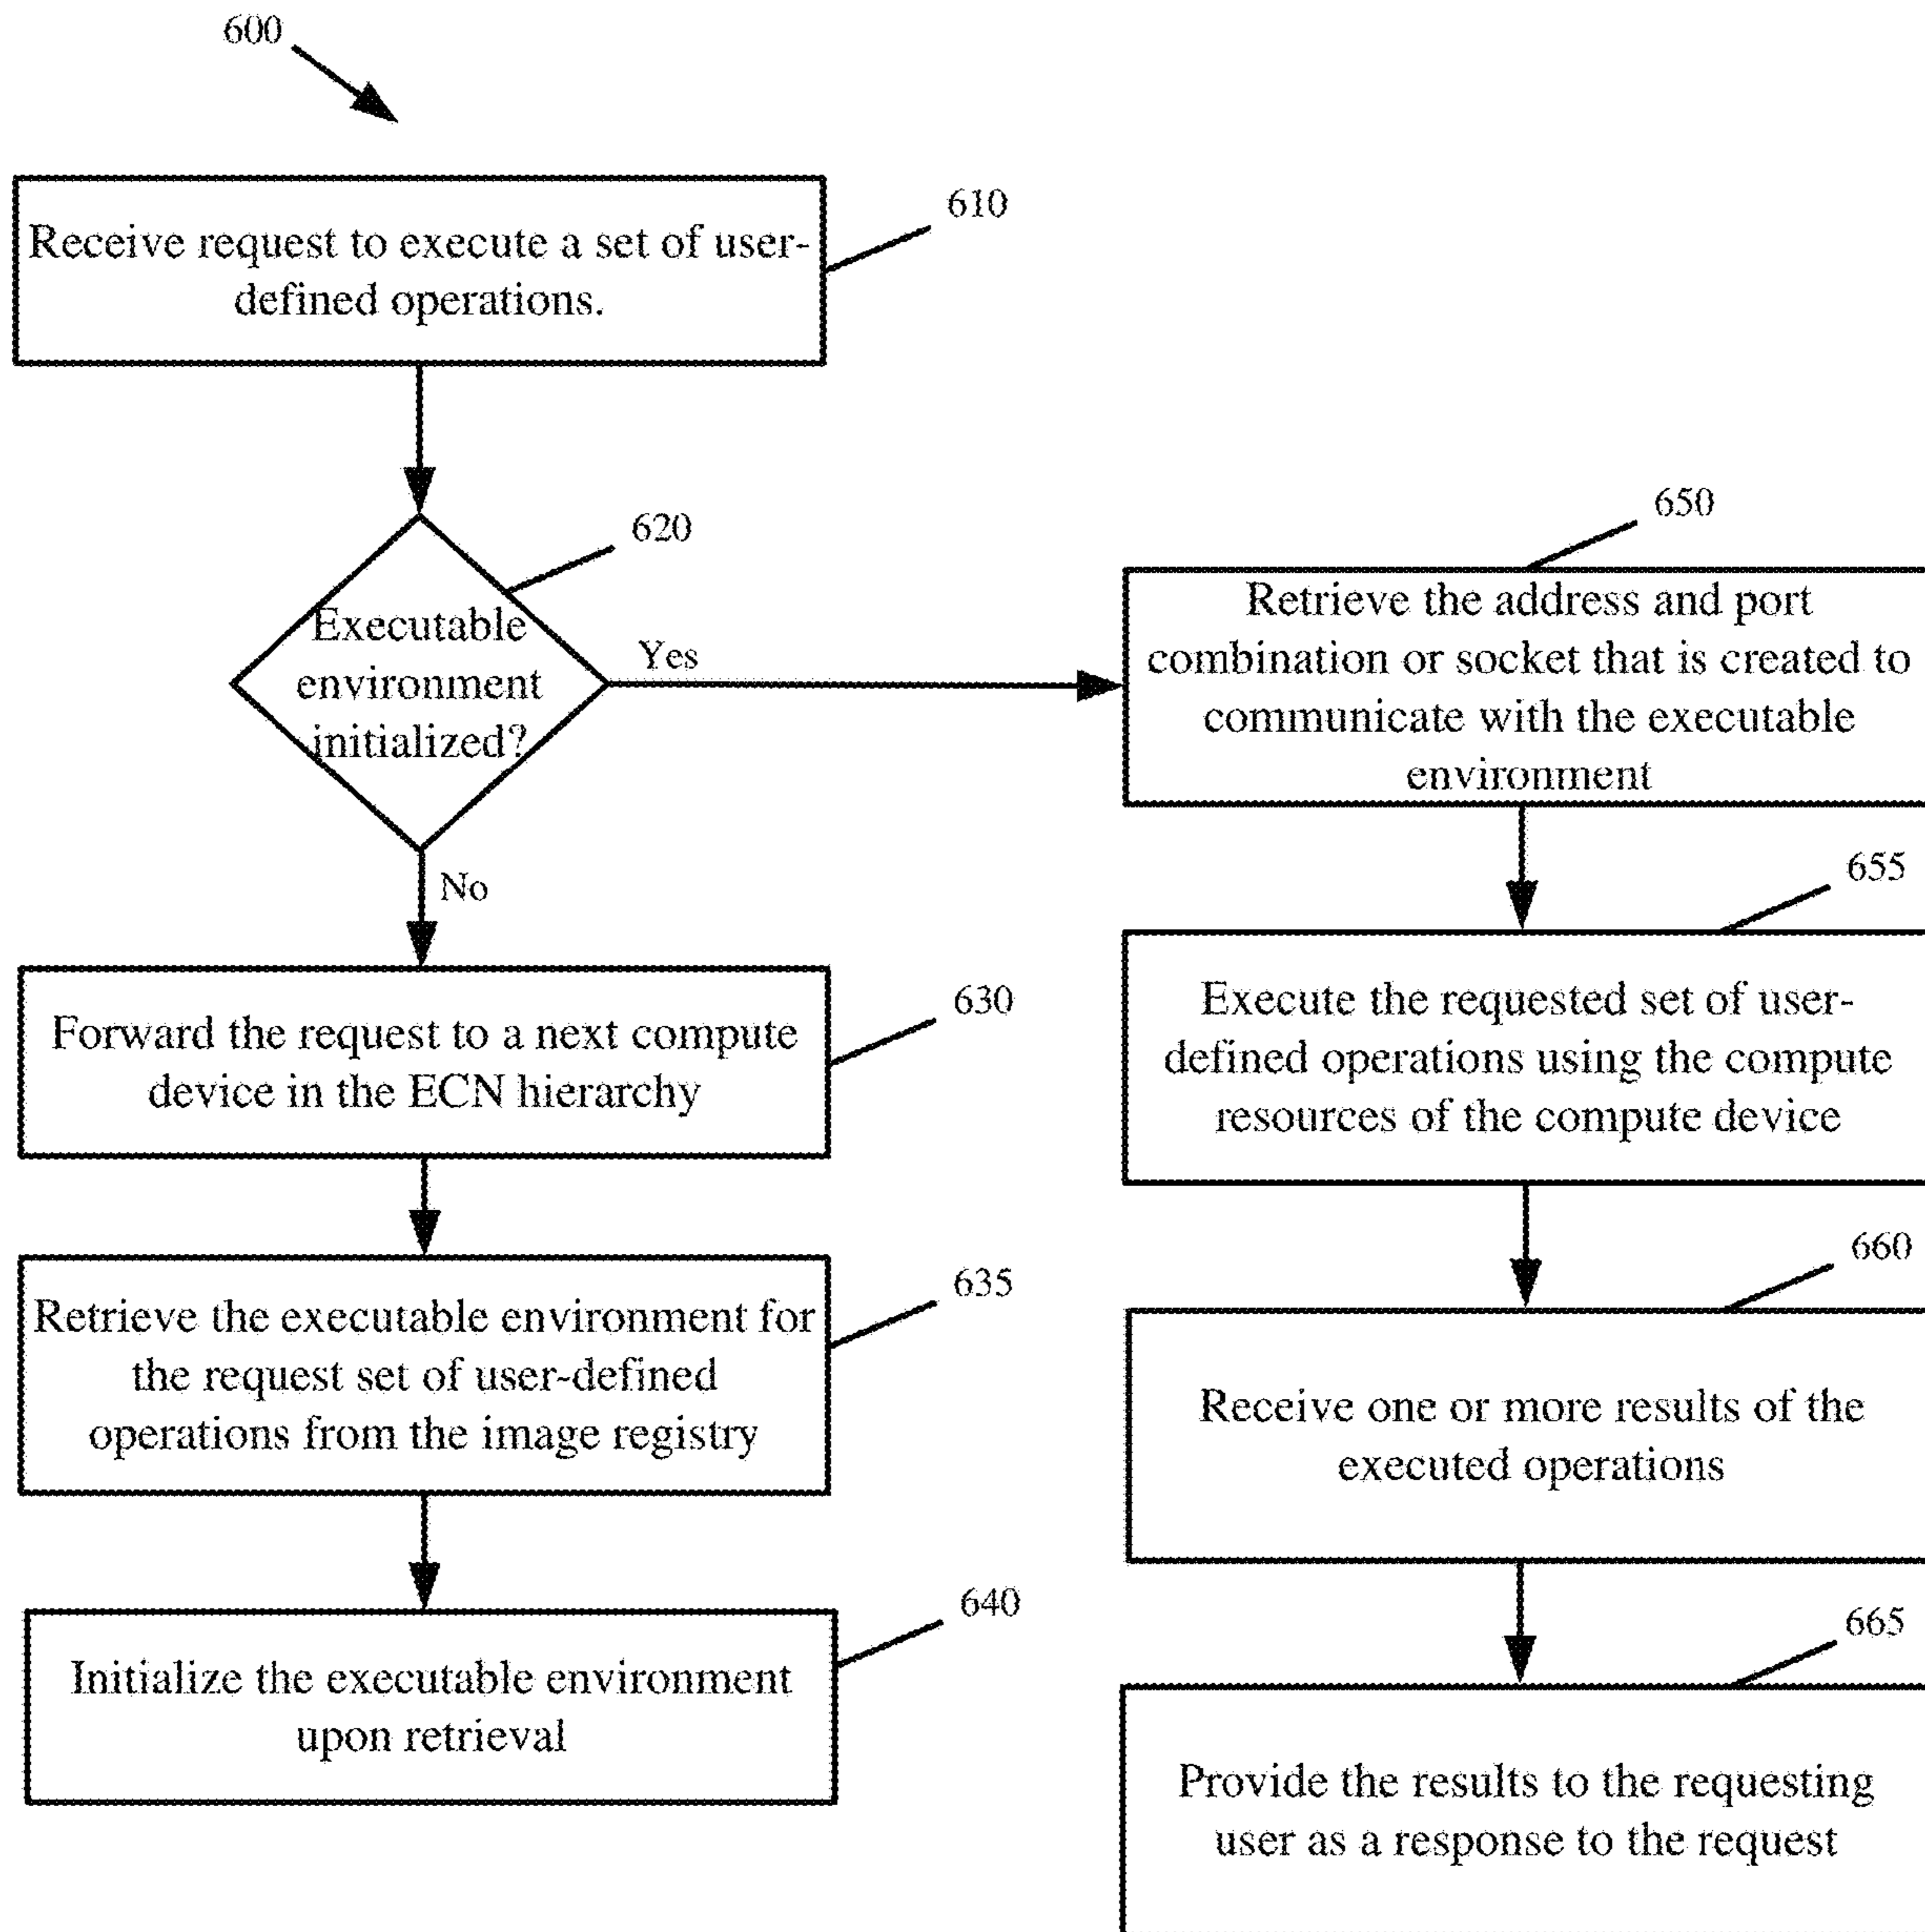 600
610
Receive request to execute a set of user-
defined operations.
620
Executable
environment
initialized?
Yes
No
630
Forward the request to a next compute
device in the ECN hierarchy
635
Retrieve the executable environment for
the request set of user-defined
operations from the image registry
640
Initialize the executable environment
upon retrieval
650
Retrieve the address and port
combination or socket that is created to
communicate with the executable
environment
655
Execute the requested set of user-
defined operations using the compute
resources of the compute device
660
Receive one or more results of the
executed operations
665
Provide the results to the requesting
user as a response to the request